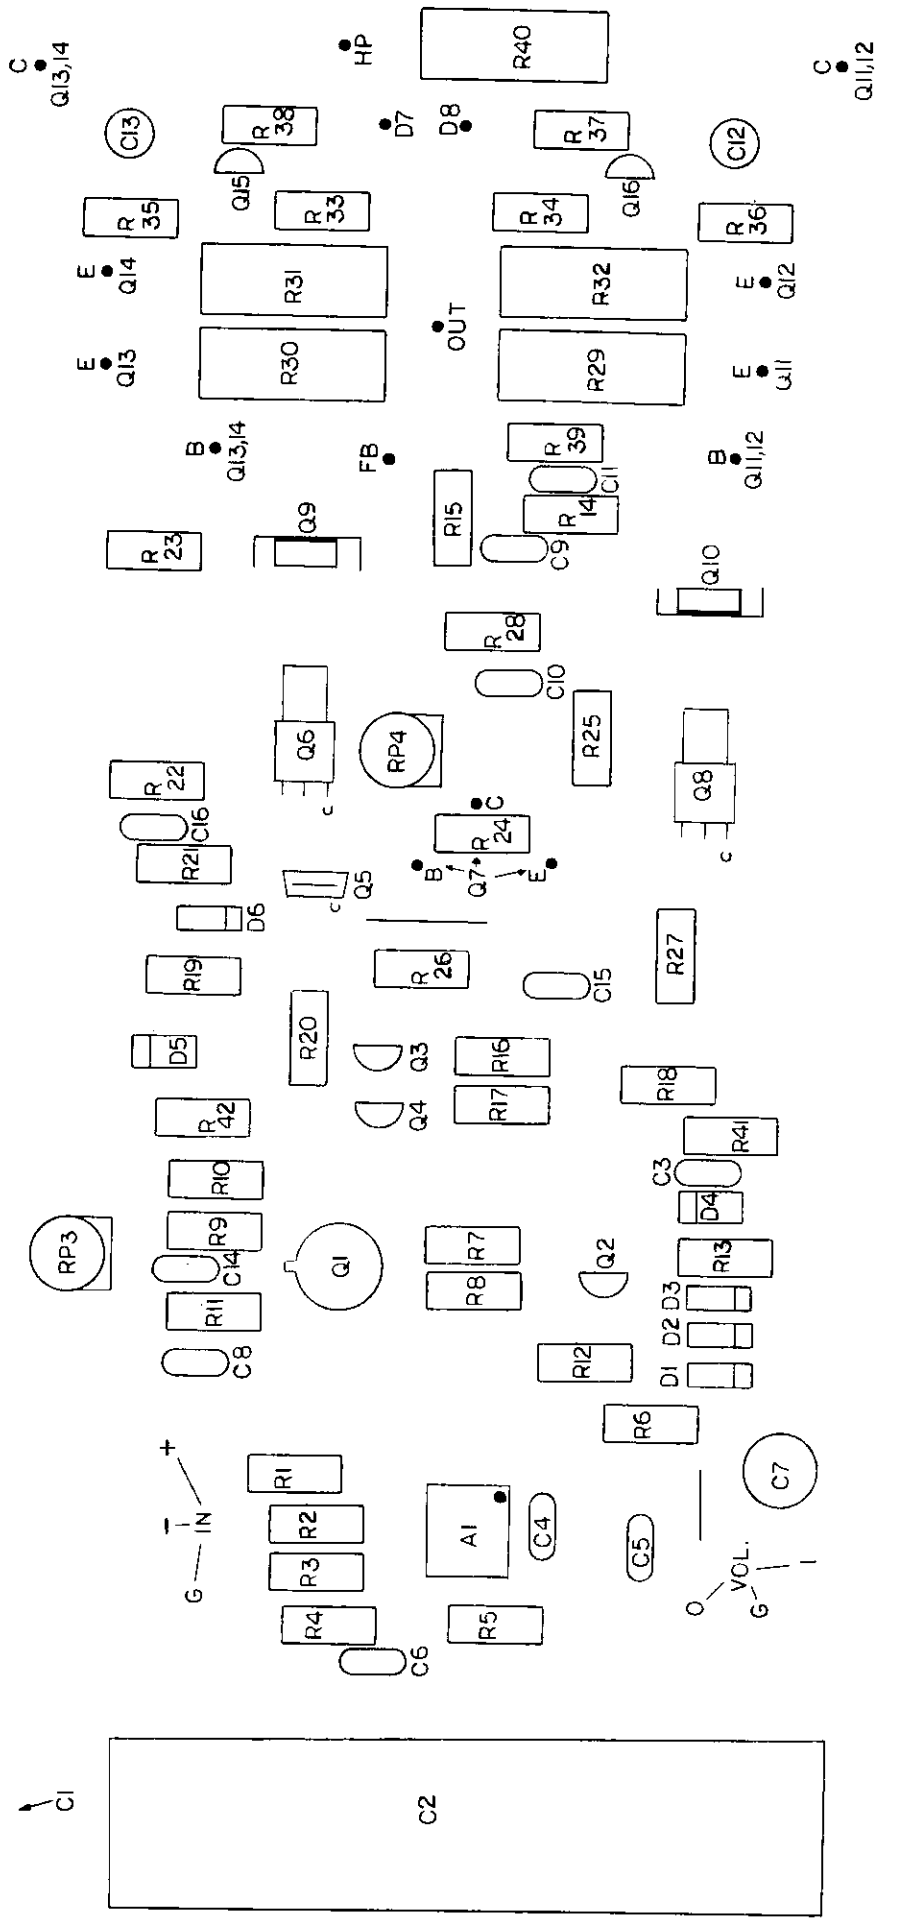 C
Q13,14
HP
R40
C
Q11,12
C13
R 38
D7
D8
R 37
C12
Q15
Q16
R 35
R 33
R 34
R 36
E
Q14
R31
R32
E
Q12
OUT
E
Q13
R30
R29
E
Q11
B
Q13,14
FB
R 39
B
Q11,12
C11
R15
R 14
R 23
Q9
C9
Q10
R 28
C10
Q6
C
RP4
R25
Q8
C
R 22
C16
C
R 24
R21
Q5
C
B
Q7
E
D6
R19
R 26
C15
R27
D5
R20
Q3
R16
R18
R 42
Q4
R17
R41
R10
C3
D4
RP3
R9
C14
Q1
R7
Q2
R13
R11
R8
D3
D2
C8
R12
D1
R6
+
-
IN
G
R1
C7
R2
A1
C4
C5
R3
O
VOL.
I
G
R4
R5
C6
C1
C2